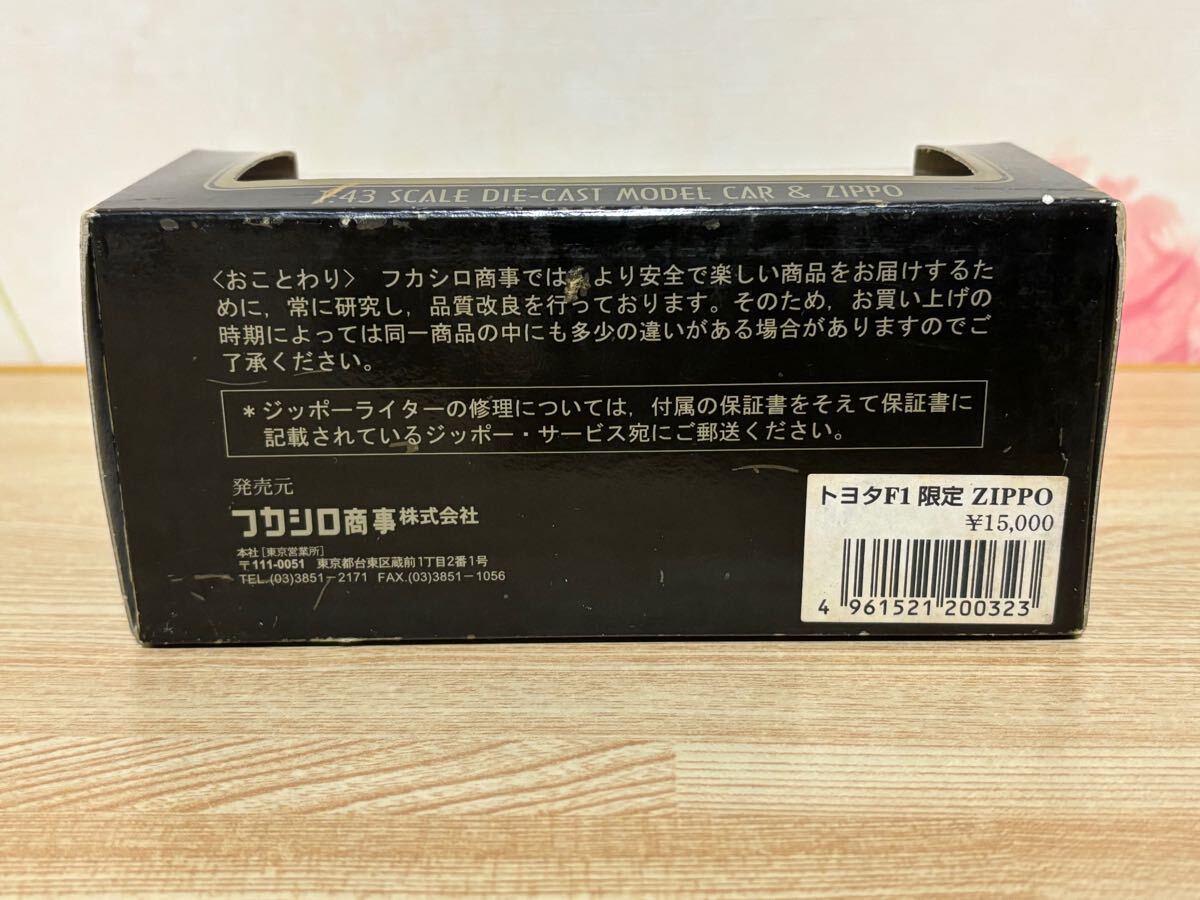 1:43 SCALE DIE-CAST MODEL CAR & ZIPPO
〈おことわり〉 フカシロ商事では、より安全で楽しい商品をお届けするた
めに，常に研究し，品質改良を行っております。そのため，お買い上げの
時期によっては同一商品の中にも多少の違いがある場合がありますのでご
了承ください。
＊ジッポーライターの修理については，付属の保証書をそえて保証書に
記載されているジッポー・サービス宛にご郵送ください。
発売元
フカシロ商事株式会社
本社［東京営業所］
〒111-0051 東京都台東区蔵前1丁目2番1号
TEL.(03)3851－2171 FAX.(03)3851－1056
トヨタF1 限定 ZIPPO
¥15,000
4 961521 200323